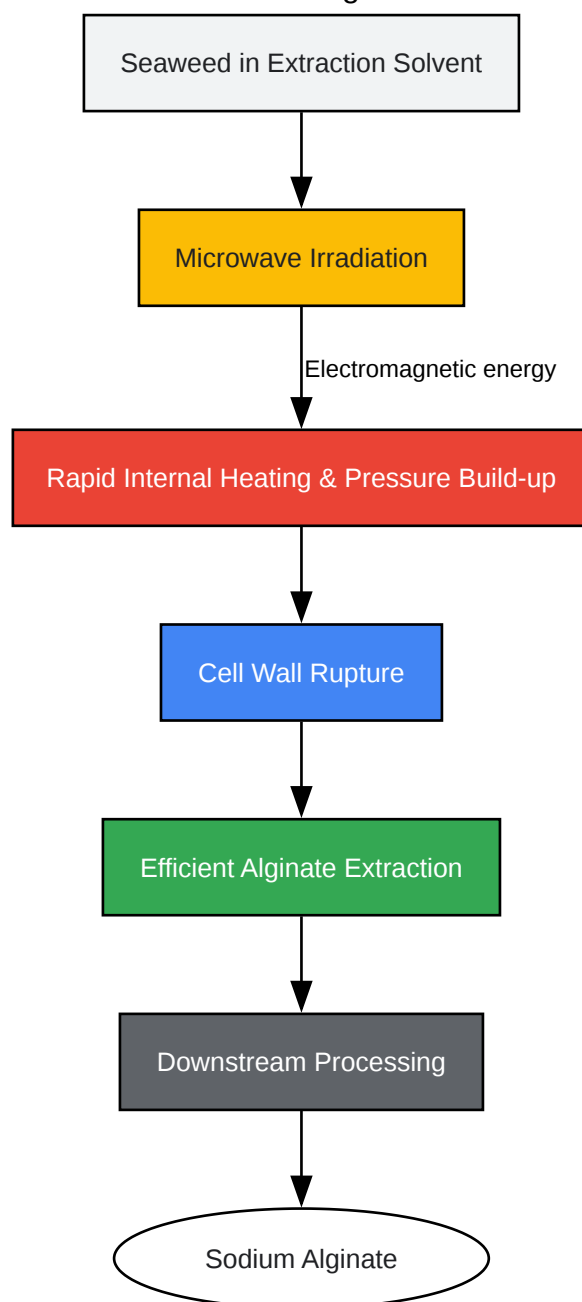 Seaweed in Extraction Solvent
Microwave Irradiation
Electromagnetic energy
Rapid Internal Heating & Pressure Build-up
Cell Wall Rupture
Efficient Alginate Extraction
Downstream Processing
Sodium Alginate